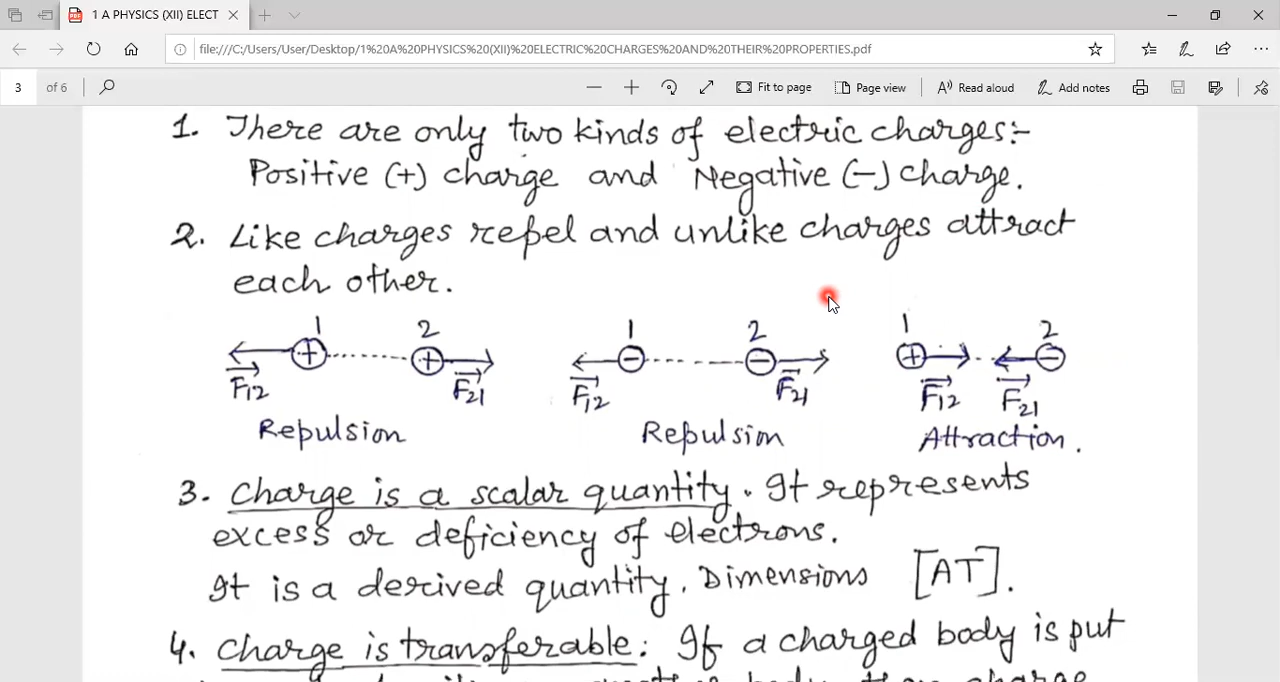 1 A PHYSICS (XII) ELECT
file:///C:/Users/User/Desktop/1%20A%20PHYSICS%20(XII)%20ELECTRIC%20CHARGES%20AND%20THEIR%20PROPERTIES.pdf
3 of 6 Fit to page Page view Read aloud Add notes
1. There are only two kinds of electric charges:-
Positive (+) charge and Negative (-) charge.
2. Like charges repel and unlike charges attract
each other.
1 2 1 2 1 2
+ + - - + -
F12 F21 F12 F21 F12 F21
Repulsion Repulsion Attraction.
3. Charge is a scalar quantity. It represents
excess or deficiency of electrons.
It is a derived quantity. Dimensions [AT].
4. Charge is transferable: If a charged body is put